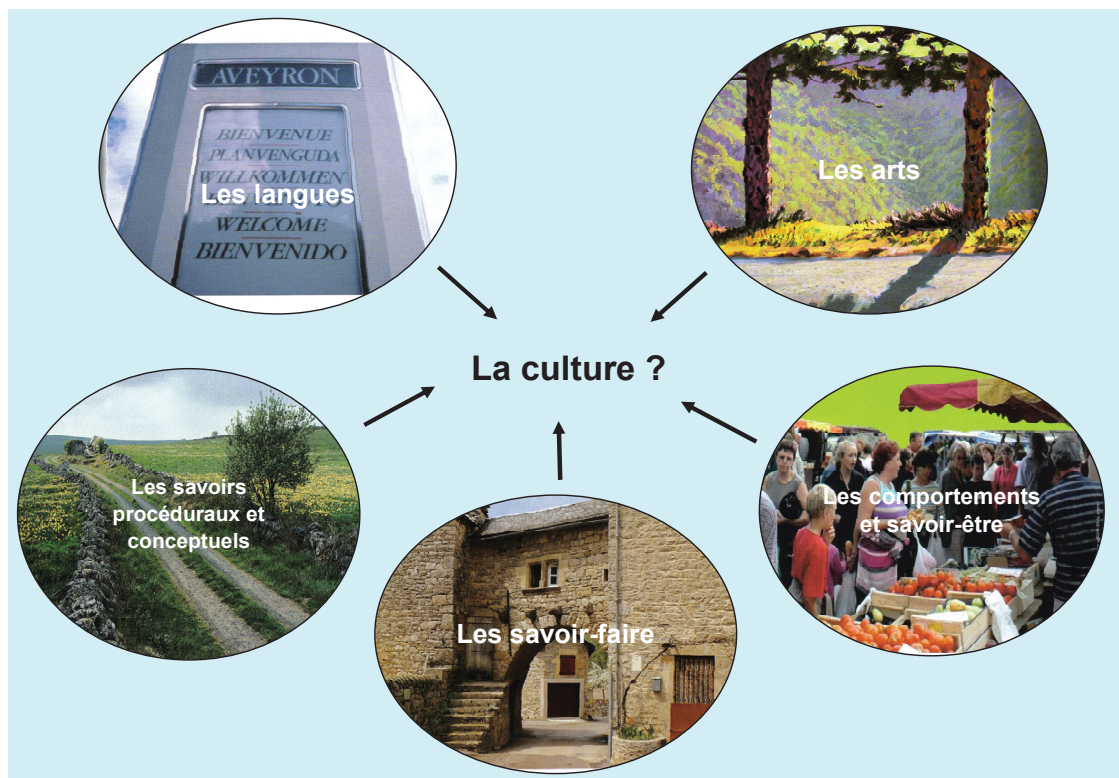 AVEYRON
BIENVENUE
PLANVENGUDA
WILLKOMMEN
Les langues
WELCOME
BIENVENIDO
Les arts
La culture ?
Les savoirs
procéduraux et
conceptuels
Les comportements
et savoir-être
Les savoir-faire